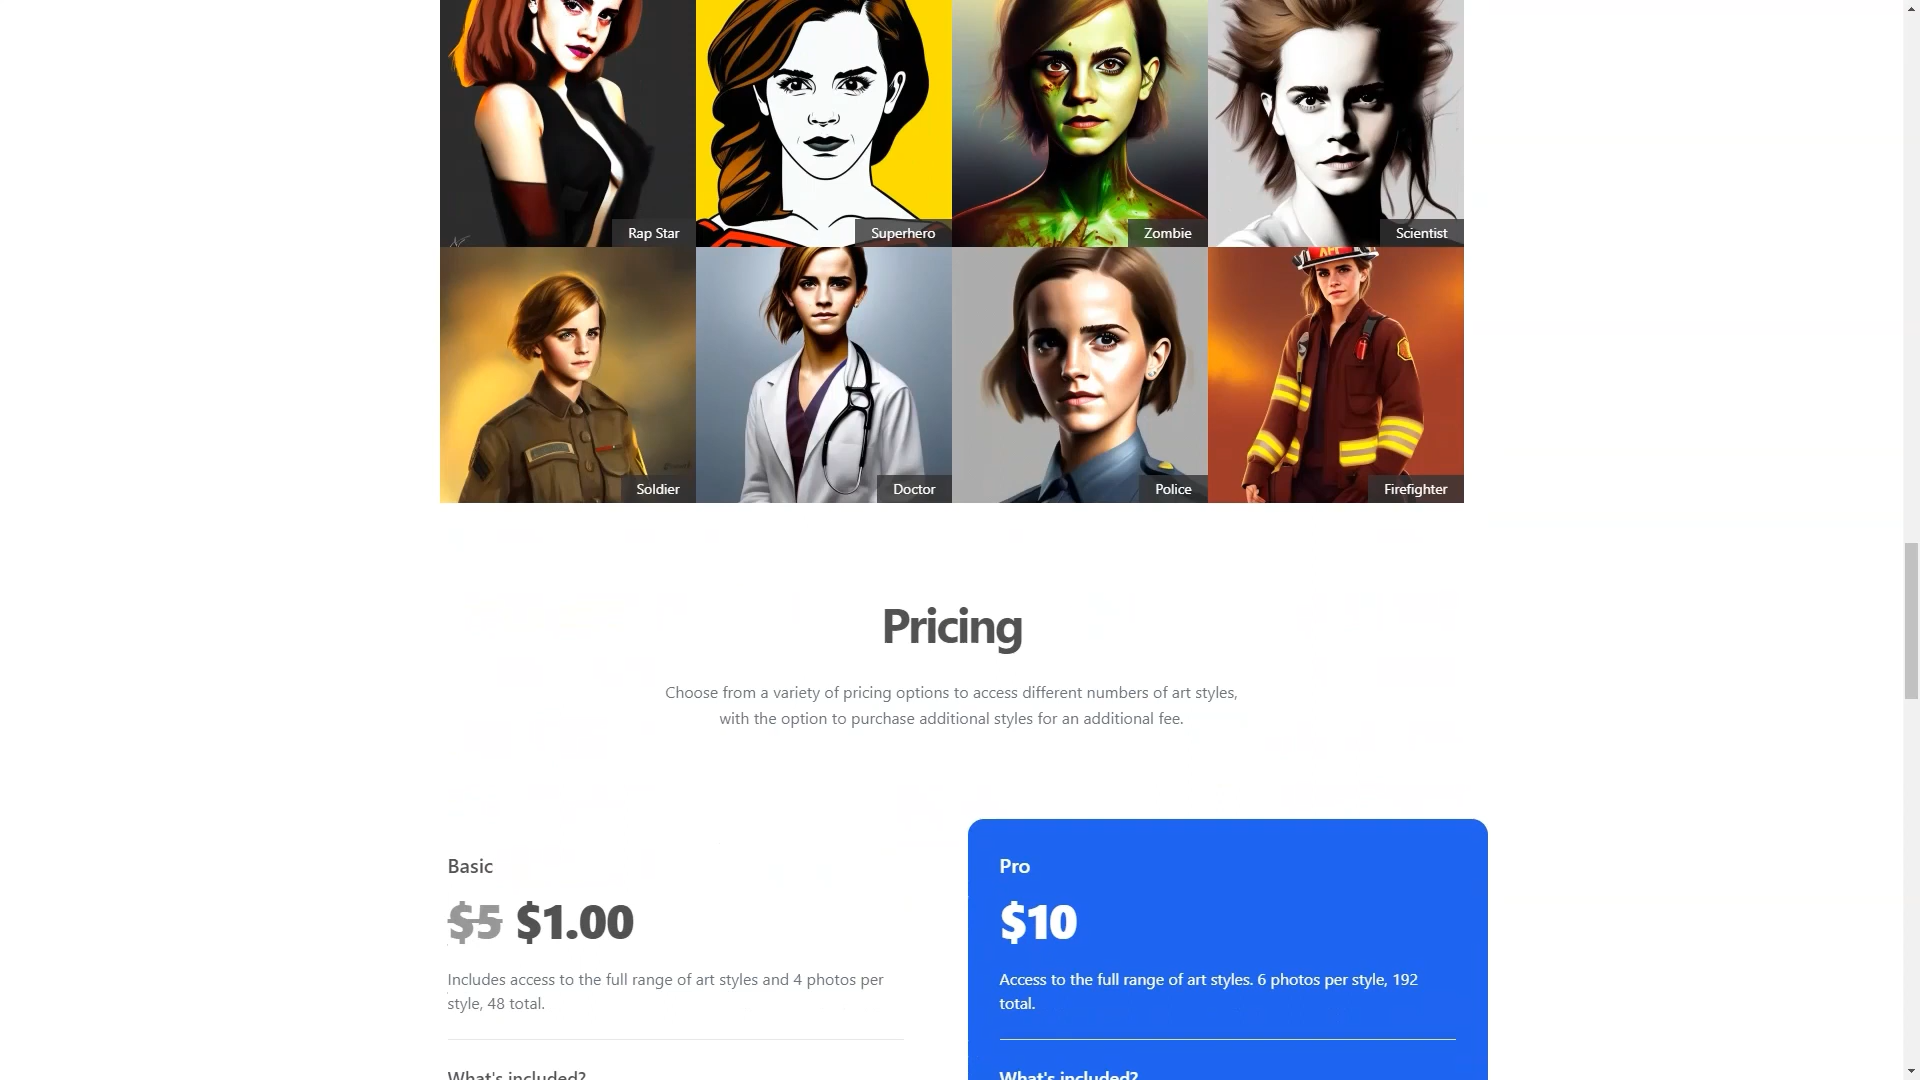 Rap Star
Superhero
Zombie
Scientist
Soldier
Doctor
Police
Firefighter
Pricing
Choose from a variety of pricing options to access different numbers of art styles,
with the option to purchase additional styles for an additional fee.
Basic
$5 $1.00
Includes access to the full range of art styles and 4 photos per
style, 48 total.
What's included?
Pro
$10
Access to the full range of art styles. 6 photos per style, 192
total.
What's included?